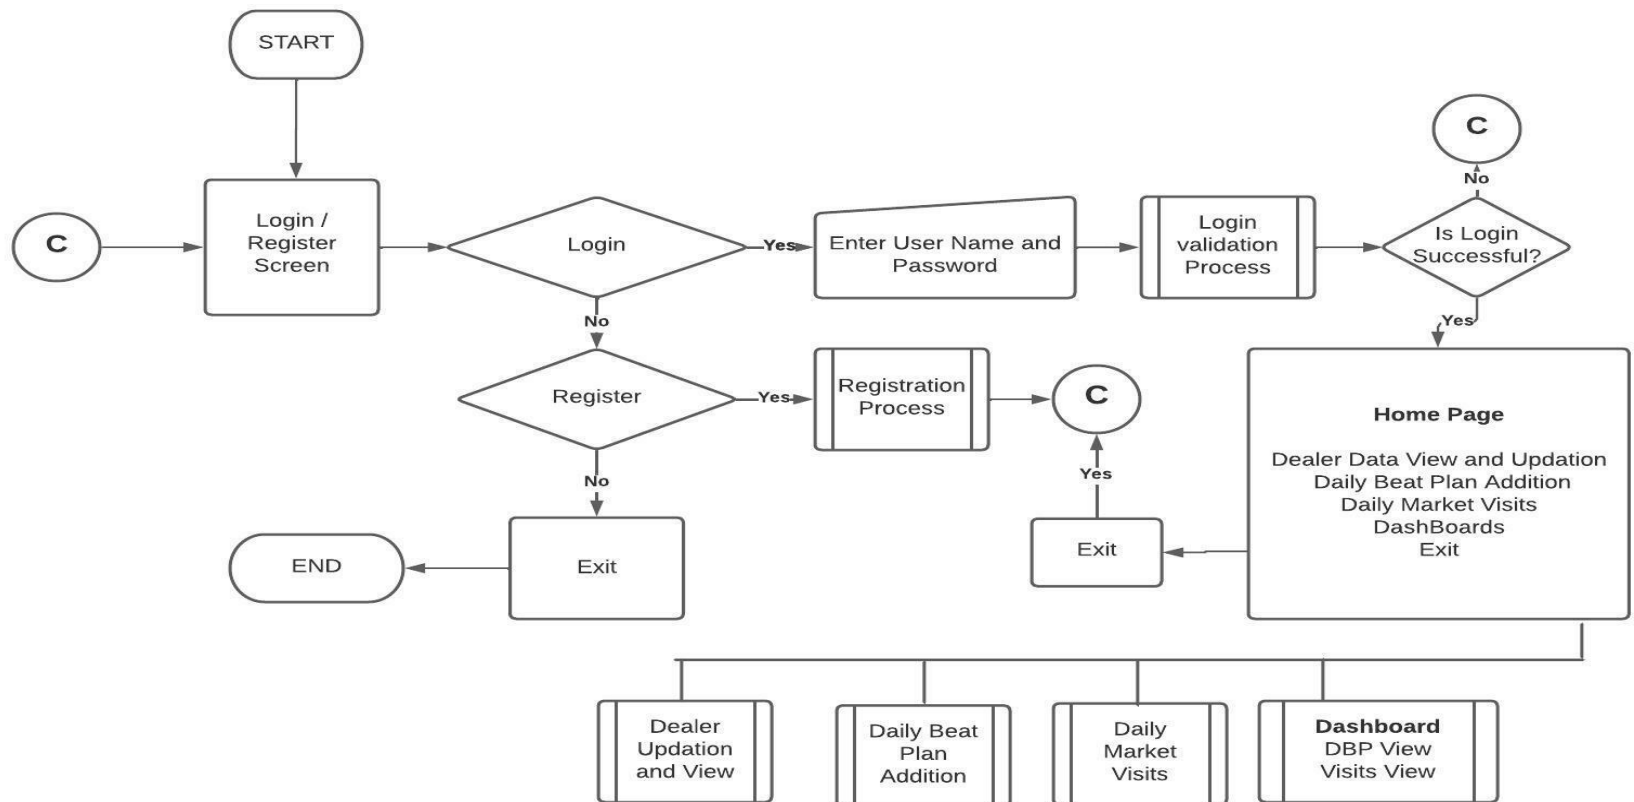 START
C
C
Login /
Register
Screen
Login
Yes
Enter User Name and
Password
Login
validation
Process
Is Login
Successful?
No
No
Yes
Register
Yes
Registration
Process
C
Yes
Home Page
Dealer Data View and Updation
Daily Beat Plan Addition
Daily Market Visits
DashBoards
Exit
No
END
Exit
Exit
Dealer
Updation
and View
Daily Beat
Plan
Addition
Daily
Market
Visits
Dashboard
DBP View
Visits View